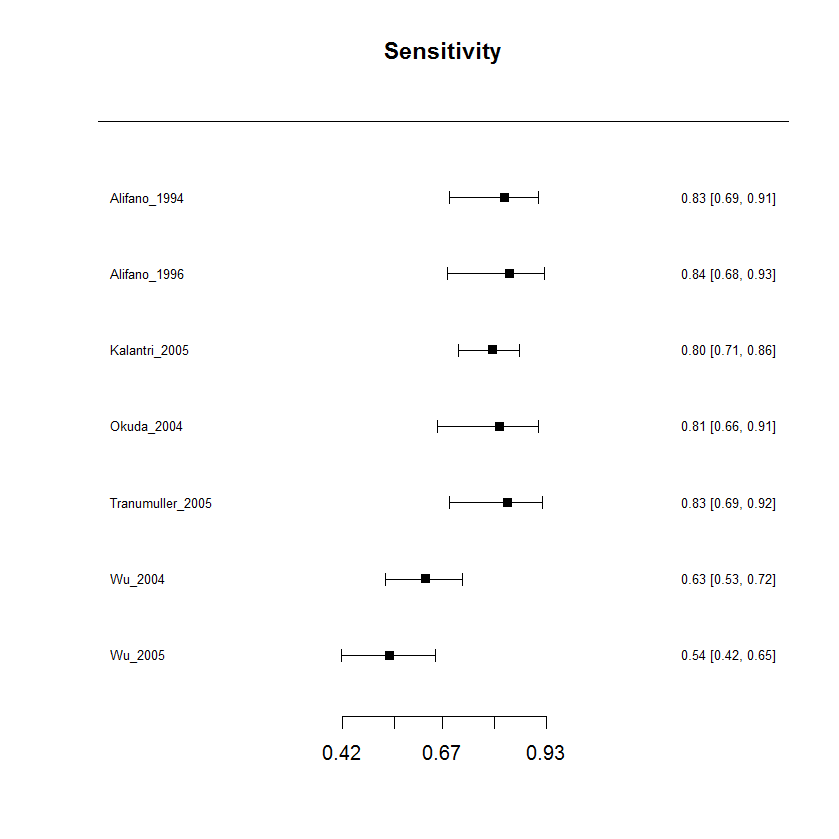 Sensitivity
Alifano_1994 0.83 [0.69, 0.91]
Alifano_1996 0.84 [0.68, 0.93]
Kalantri_2005 0.80 [0.71, 0.86]
Okuda_2004 0.81 [0.66, 0.91]
Tranumuller_2005 0.83 [0.69, 0.92]
Wu_2004 0.63 [0.53, 0.72]
Wu_2005 0.54 [0.42, 0.65]
0.42 0.67 0.93